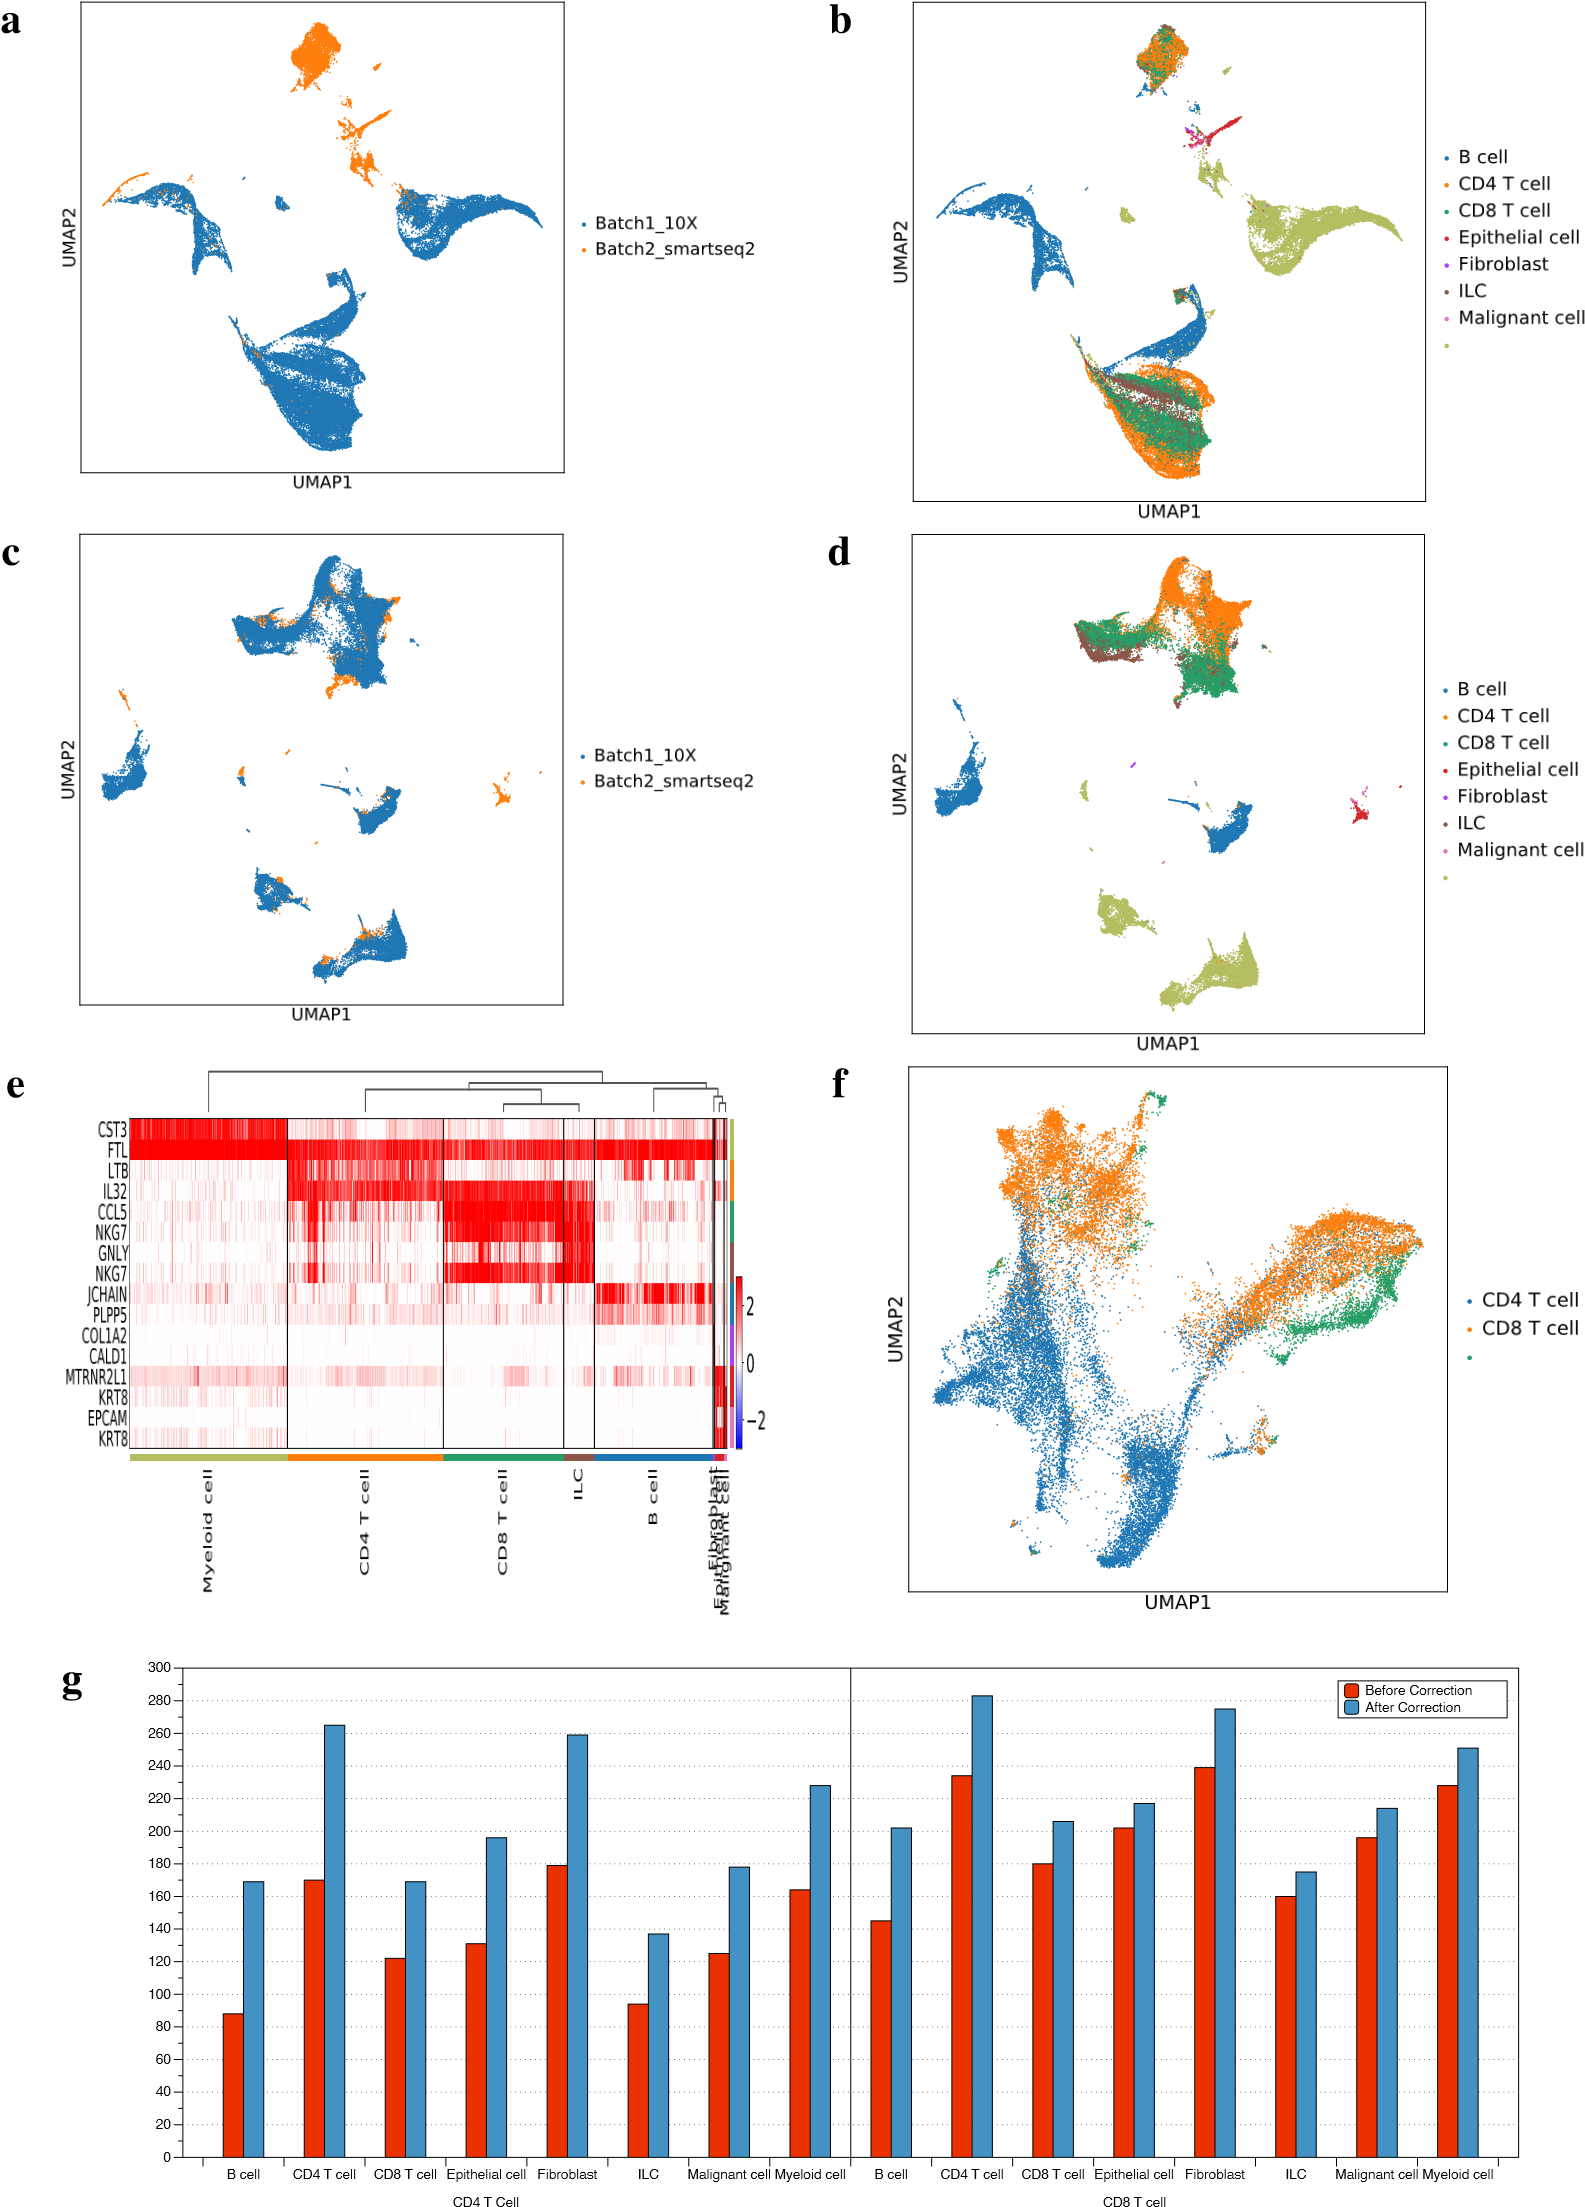 a
UMAP2
UMAP1
Batch1_10X
Batch2_smartseq2
b
UMAP2
UMAP1
B cell
CD4 T cell
CD8 T cell
Epithelial cell
Fibroblast
ILC
Malignant cell
c
UMAP2
UMAP1
Batch1_10X
Batch2_smartseq2
d
UMAP2
UMAP1
B cell
CD4 T cell
CD8 T cell
Epithelial cell
Fibroblast
ILC
Malignant cell
e
CST3
FTL
LTB
IL32
CCL5
NKG7
GNLY
NKG7
JCHAIN
PLPP5
COL1A2
CALD1
MTRNR2L1
KRT8
EPCAM
KRT8
2
0
−2
Myeloid cell
CD4 T cell
CD8 T cell
ILC
B cell
Fibroblast
Epithelial cell
Malignant cell
f
UMAP2
UMAP1
CD4 T cell
CD8 T cell
g
300
280
260
240
220
200
180
160
140
120
100
80
60
40
20
0
Before Correction
After Correction
B cell CD4 T cell CD8 T cell Epithelial cell Fibroblast ILC Malignant cell Myeloid cell B cell CD4 T cell CD8 T cell Epithelial cell Fibroblast ILC Malignant cell Myeloid cell
CD4 T Cell CD8 T cell